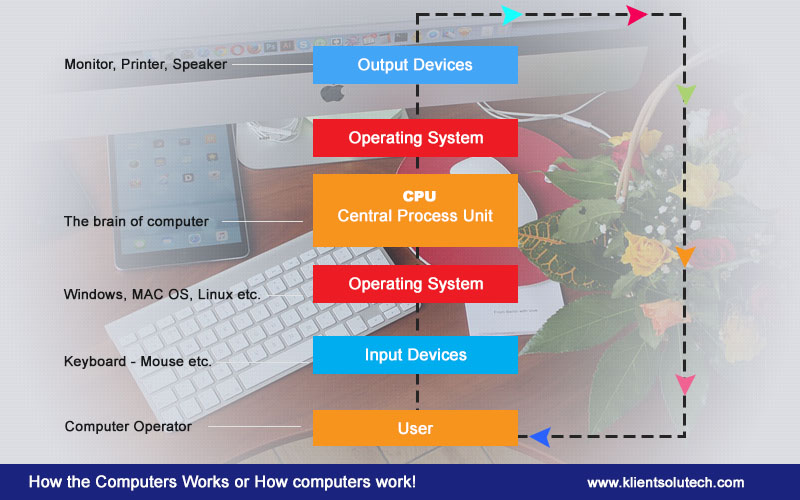 Monitor, Printer, Speaker
Output Devices
Operating System
CPU
Central Process Unit
The brain of computer
Operating System
Windows, MAC OS, Linux etc.
Input Devices
Keyboard - Mouse etc.
User
Computer Operator
How the Computers Works or How computers work!
www.klientsolutech.com